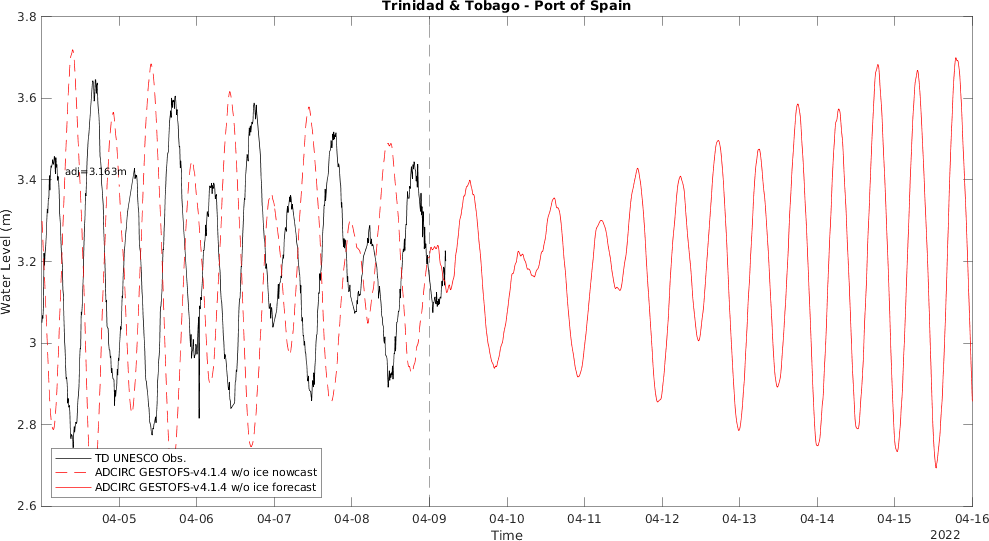 Trinidad & Tobago - Port of Spain
3.8
3.6
3.4
3.2
3
2.8
2.6
Water Level (m)
adj=3.163m
TD UNESCO Obs.
ADCIRC GESTOFS-v4.1.4 w/o ice nowcast
ADCIRC GESTOFS-v4.1.4 w/o ice forecast
04-05 04-06 04-07 04-08 04-09 04-10 04-11 04-12 04-13 04-14 04-15 04-16
Time
2022